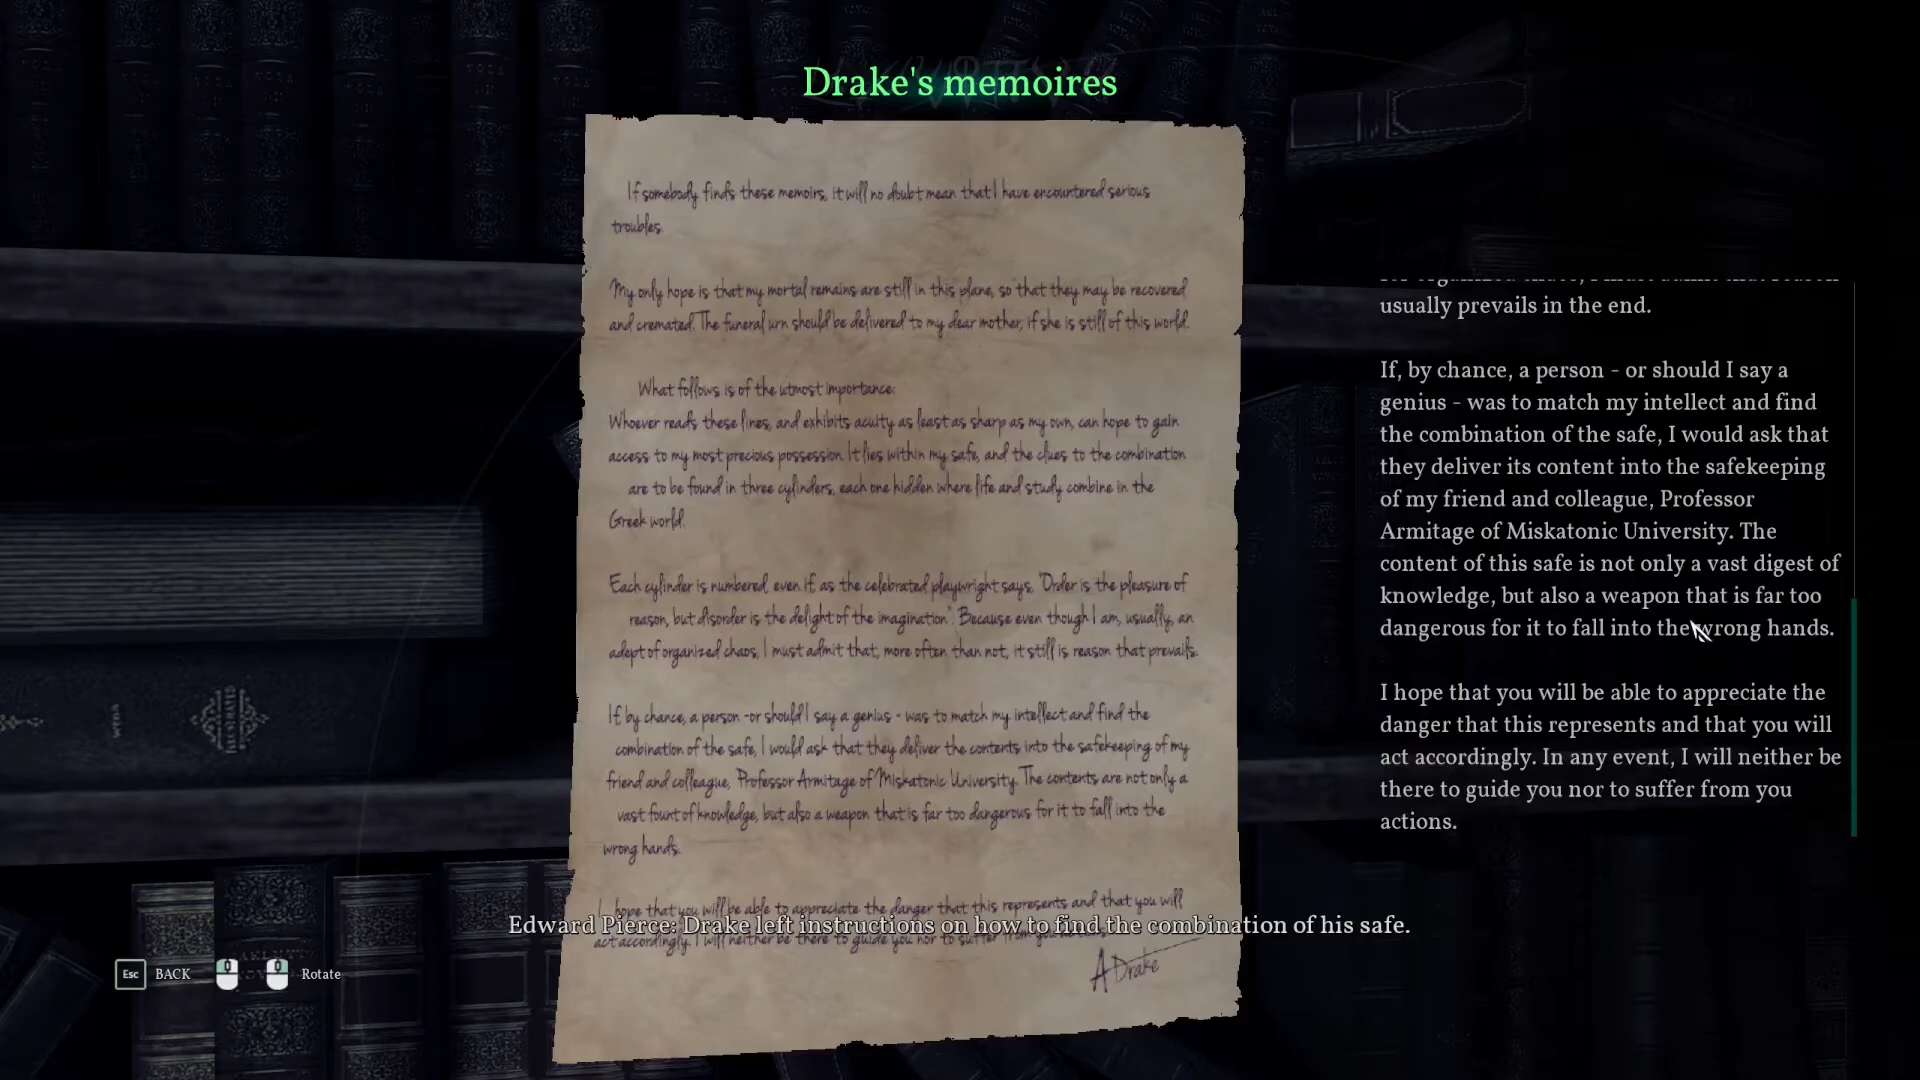 Drake's memoires
If somebody finds these memoirs, it will no doubt mean that I have encountered serious
troubles.
My only hope is that my mortal remains are still in this plane, so that they may be recovered
and cremated. The funeral urn should be delivered to my dear mother, if she is still of this world.
What follows is of the utmost importance:
Whoever reads these lines, and exhibits acuity as least as sharp as my own, can hope to gain
access to my most precious possession. It lies within my safe, and the clues to the combination
are to be found in three cylinders, each one hidden where life and study combine in the
Greek world.
Each cylinder is numbered, even if, as the celebrated playwright says, "Order is the pleasure of
reason, but disorder is the delight of the imagination". Because even though I am, usually, an
adept of organized chaos, I must admit that, more often than not, it still is reason that prevails.
If by chance, a person -or should I say a genius - was to match my intellect and find the
combination of the safe, I would ask that they deliver the contents into the safekeeping of my
friend and colleague, Professor Armitage of Miskatonic University. The contents are not only a
vast fount of knowledge, but also a weapon that is far too dangerous for it to fall into the
wrong hands.
I hope that you will be able to appreciate the danger that this represents and that you will
act accordingly. I will neither be there to guide you nor to suffer from you
A Drake
usually prevails in the end.
If, by chance, a person - or should I say a
genius - was to match my intellect and find
the combination of the safe, I would ask that
they deliver its content into the safekeeping
of my friend and colleague, Professor
Armitage of Miskatonic University. The
content of this safe is not only a vast digest of
knowledge, but also a weapon that is far too
dangerous for it to fall into the wrong hands.
I hope that you will be able to appreciate the
danger that this represents and that you will
act accordingly. In any event, I will neither be
there to guide you nor to suffer from you
actions.
Edward Pierce: Drake left instructions on how to find the combination of his safe.
Esc BACK Rotate